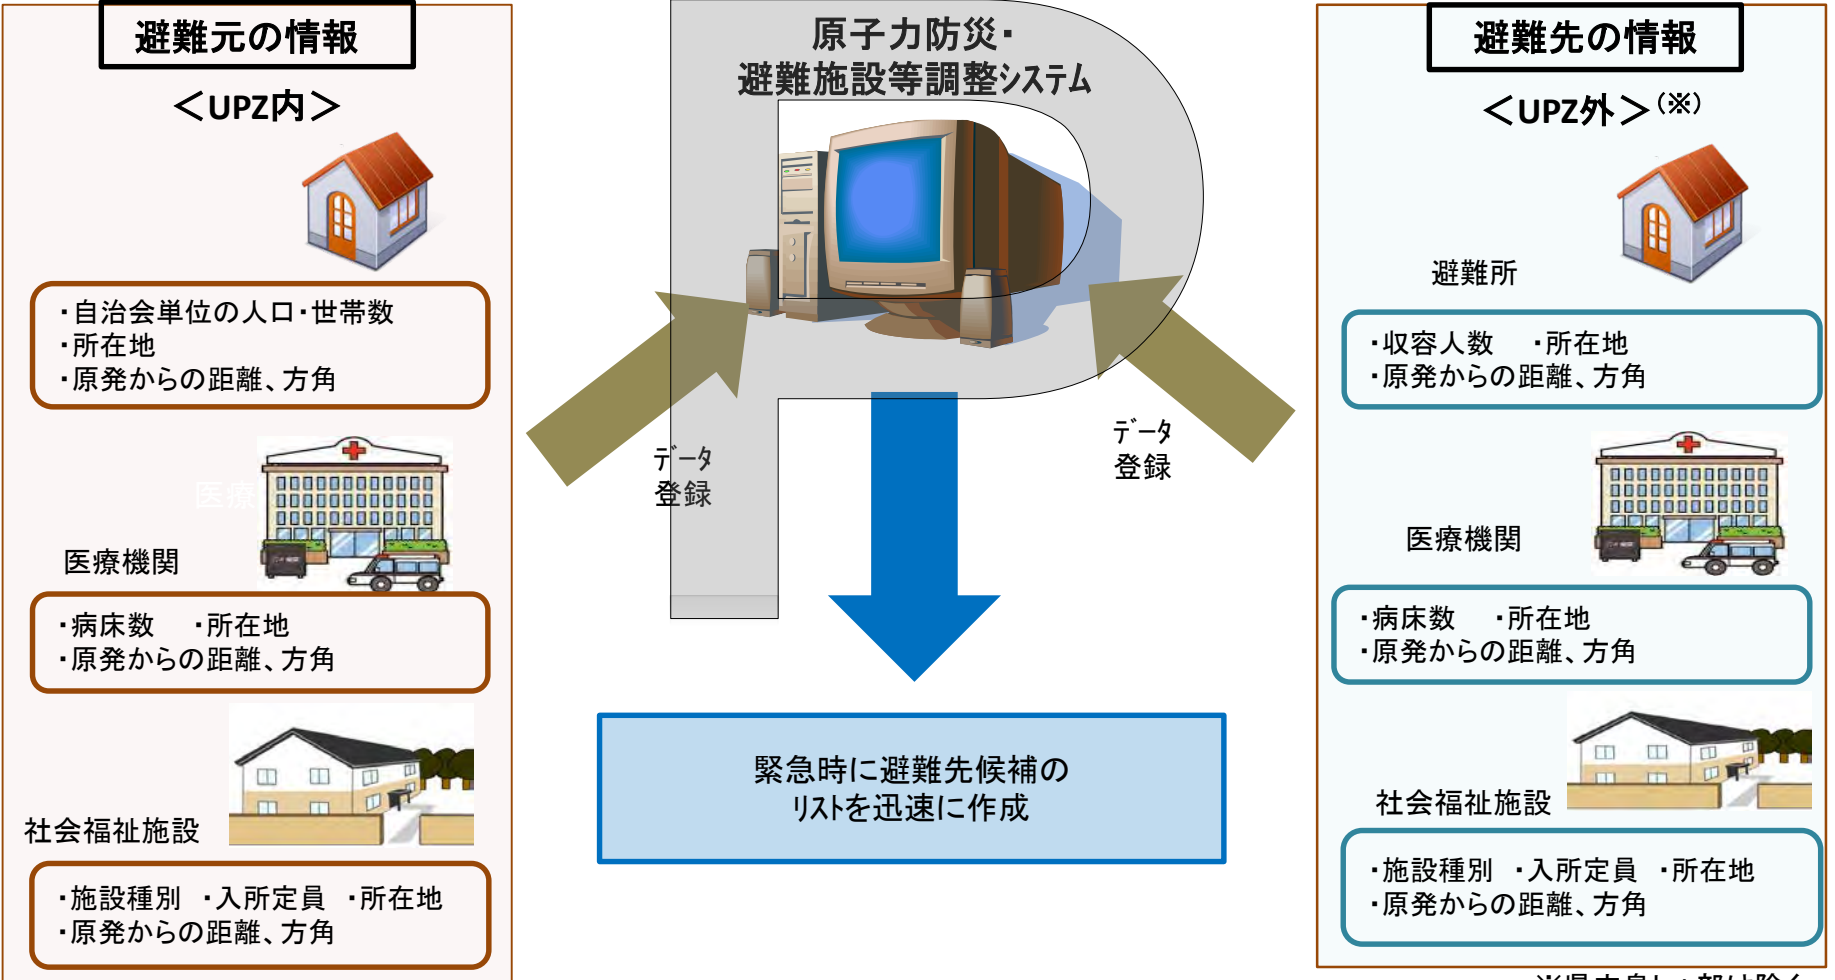 避難元の情報
＜UPZ内＞
・自治会単位の人口・世帯数
・所在地
・原発からの距離、方角
医療
医療機関
・病床数　・所在地
・原発からの距離、方角
社会福祉施設
・施設種別　・入所定員　・所在地
・原発からの距離、方角
原子力防災・
避難施設等調整システム
データ
登録
データ
登録
緊急時に避難先候補の
リストを迅速に作成
避難先の情報
＜UPZ外＞(※)
避難所
・収容人数　・所在地
・原発からの距離、方角
医療機関
・病床数　・所在地
・原発からの距離、方角
社会福祉施設
・施設種別　・入所定員　・所在地
・原発からの距離、方角